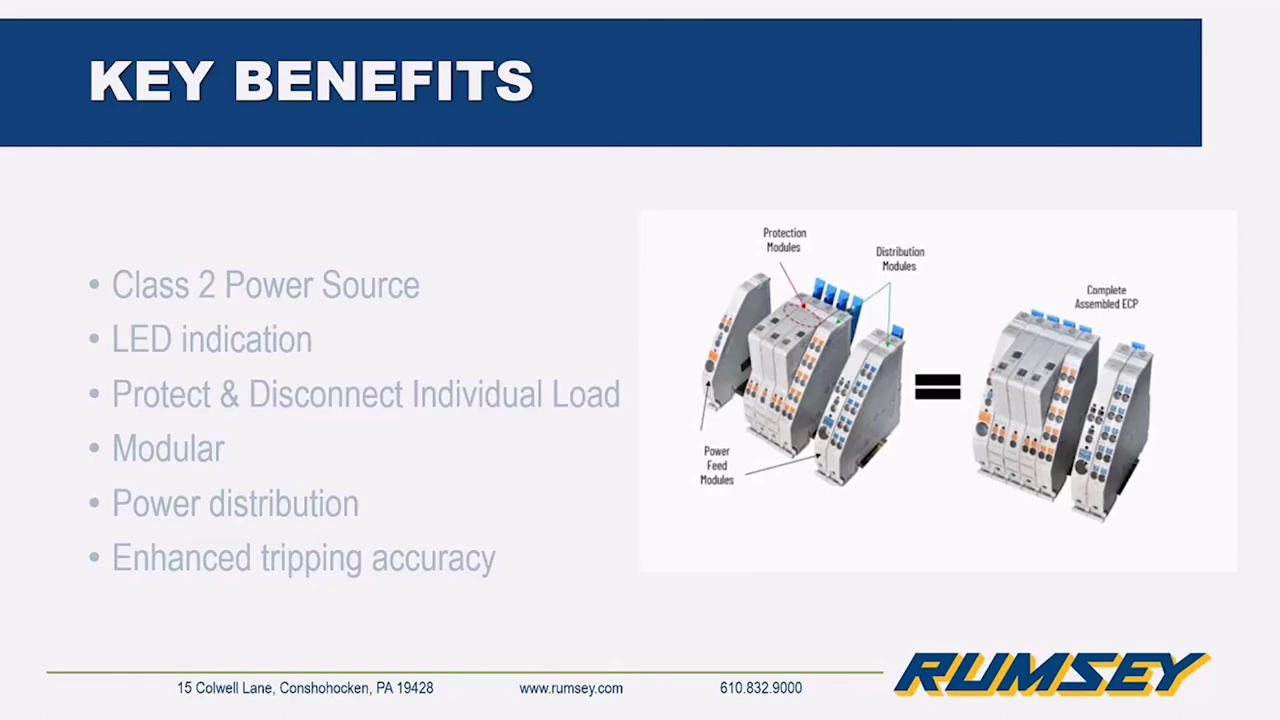 KEY BENEFITS
• Class 2 Power Source
• LED indication
• Protect & Disconnect Individual Load
• Modular
• Power distribution
• Enhanced tripping accuracy
Protection
Modules
Distribution
Modules
Power
Feed
Modules
Complete
Assembled ECP
15 Colwell Lane, Conshohocken, PA 19428
www.rumsey.com
610.832.9000
RUMSEY